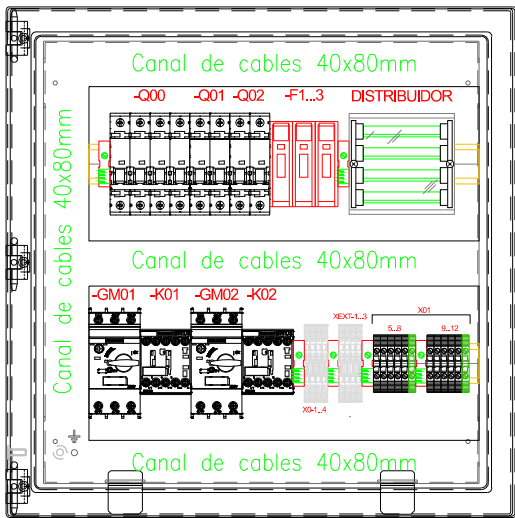 Canal de cables 40x80mm
-Q00 -Q01 -Q02 -F1...3 DISTRIBUIDOR
Canal de cables 40x80mm
Canal de cables 40x80mm
-GM01 -K01 -GM02 -K02
XEXT-1...3
X01
5...8 9...12
X0-1...4
Canal de cables 40x80mm